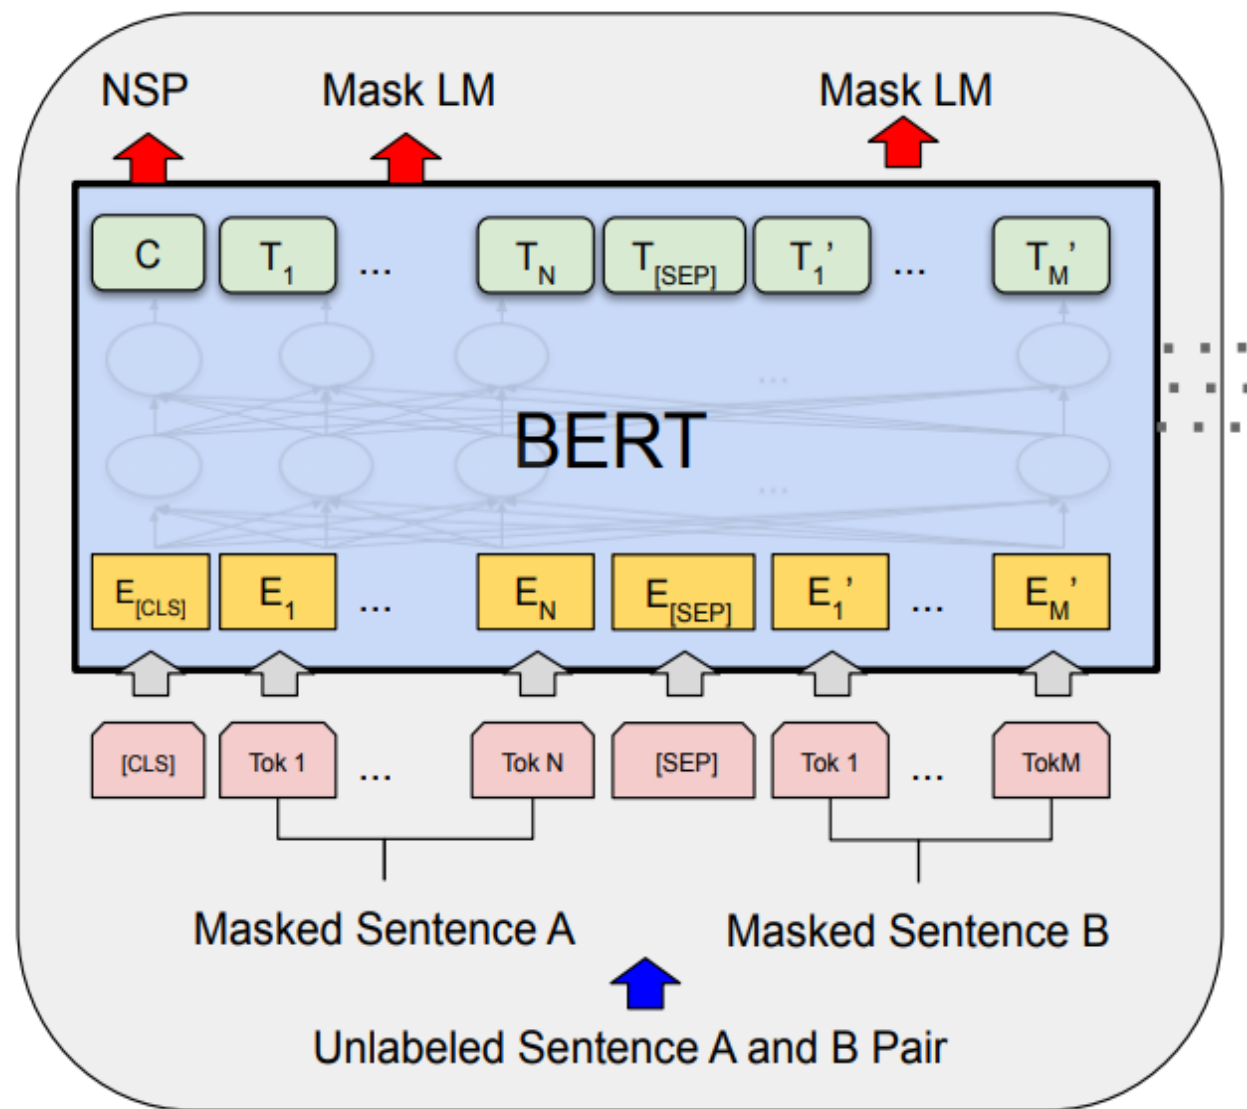 NSP Mask LM Mask LM
C T1 ... TN T[SEP] T1’ ... TM’
...
BERT
...
E[CLS] E1 ... EN E[SEP] E1’ ... EM’
[CLS] Tok 1 ... Tok N [SEP] Tok 1 ... TokM
Masked Sentence A Masked Sentence B
Unlabeled Sentence A and B Pair